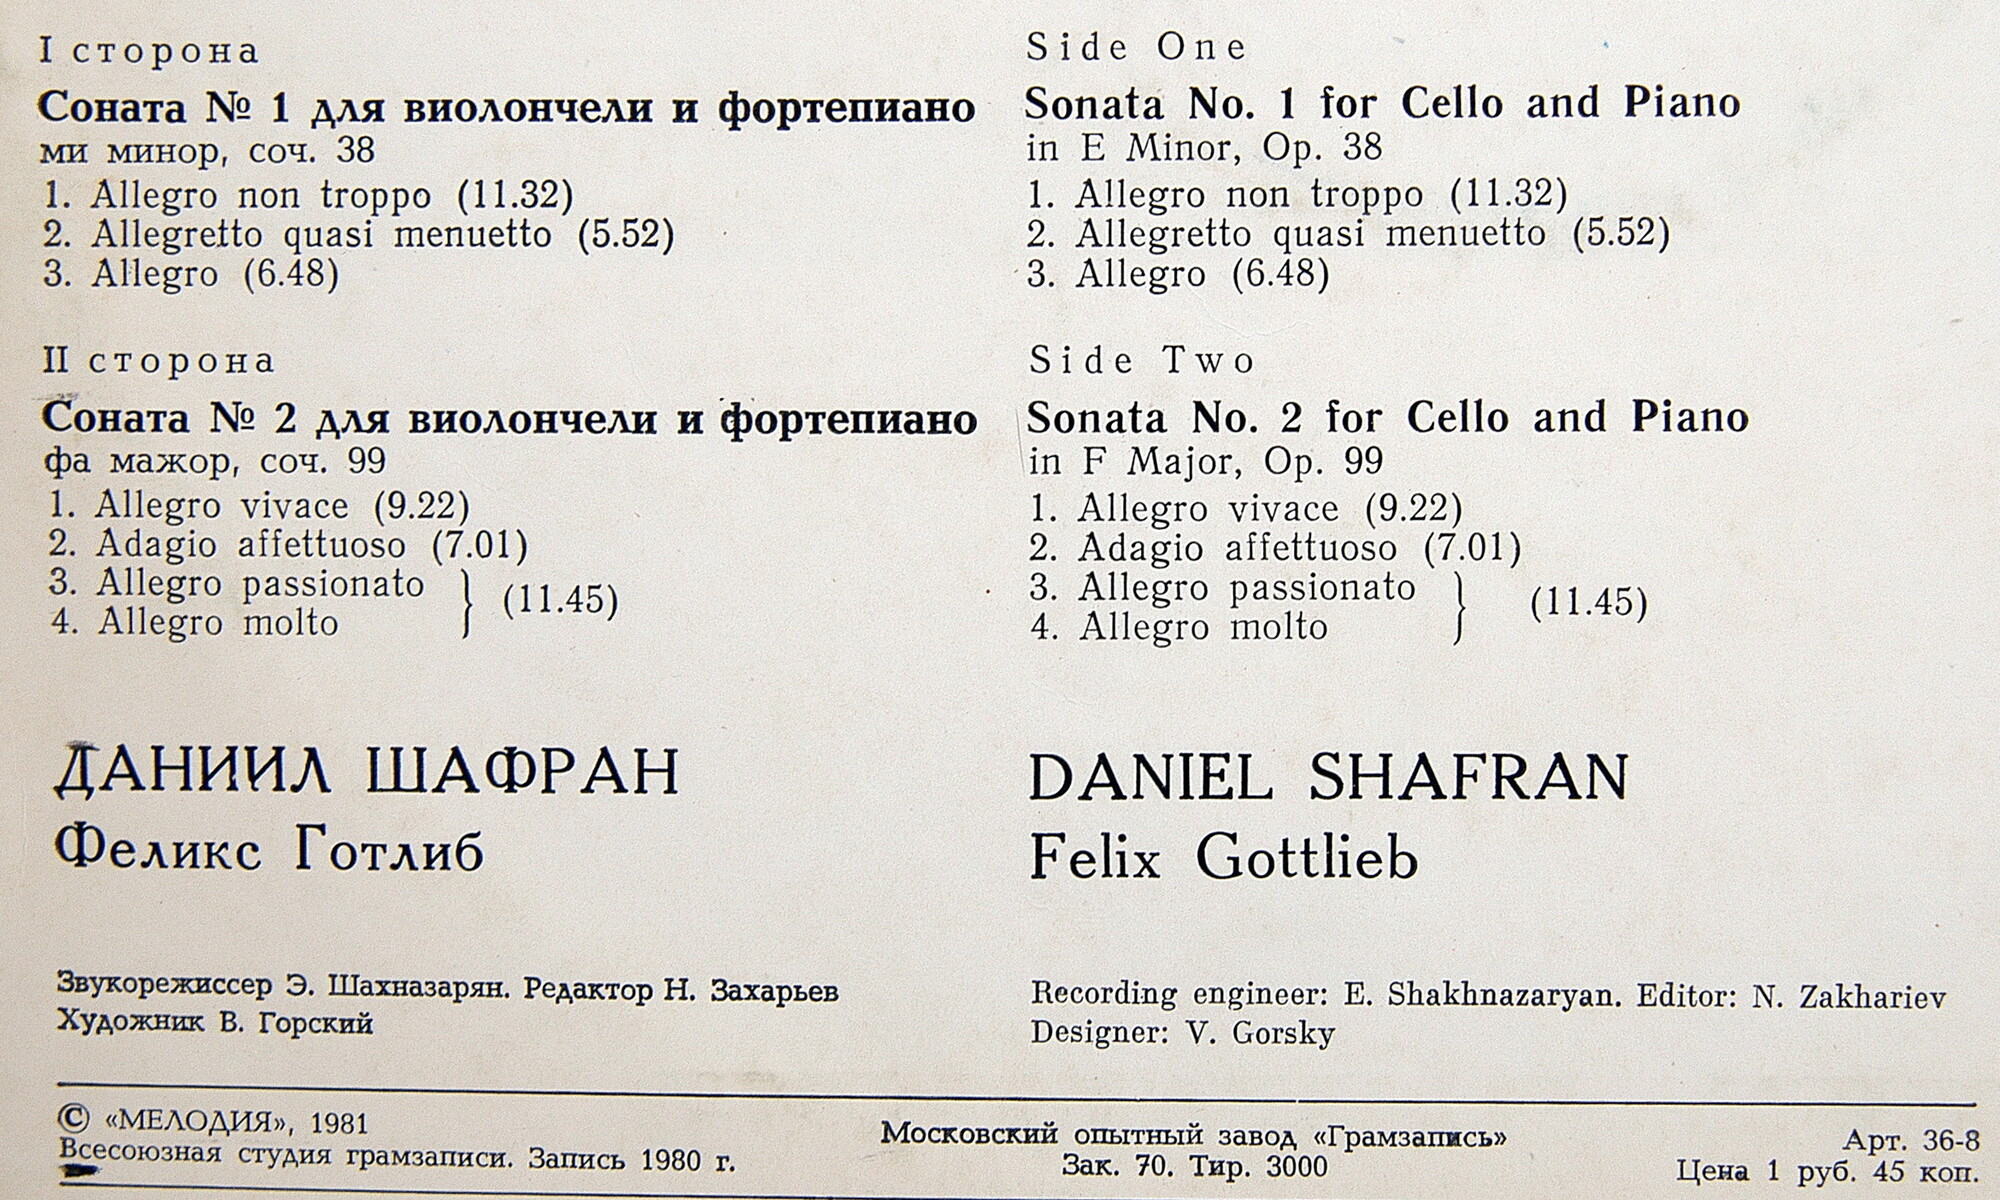 I сторона
Соната № 1 для виолончели и фортепиано
ми минор, соч. 38
1. Allegro non troppo (11.32)
2. Allegretto quasi menuetto (5.52)
3. Allegro (6.48)
II сторона
Соната № 2 для виолончели и фортепиано
фа мажор, соч. 99
1. Allegro vivace (9.22)
2. Adagio affettuoso (7.01)
3. Allegro passionato
4. Allegro molto
} (11.45)
ДАНИИЛ ШАФРАН
Феликс Готлиб
Звукорежиссер Э. Шахназарян. Редактор Н. Захарьев
Художник В. Горский
Side One
Sonata No. 1 for Cello and Piano
in E Minor, Op. 38
1. Allegro non troppo (11.32)
2. Allegretto quasi menuetto (5.52)
3. Allegro (6.48)
Side Two
Sonata No. 2 for Cello and Piano
in F Major, Op. 99
1. Allegro vivace (9.22)
2. Adagio affettuoso (7.01)
3. Allegro passionato
4. Allegro molto
} (11.45)
DANIEL SHAFRAN
Felix Gottlieb
Recording engineer: E. Shakhnazaryan. Editor: N. Zakhariev
Designer: V. Gorsky
© «МЕЛОДИЯ», 1981
Всесоюзная студия грамзаписи. Запись 1980 г.
Московский опытный завод «Грамзапись»
Зак. 70. Тир. 3000
Арт. 36-8
Цена 1 руб. 45 коп.